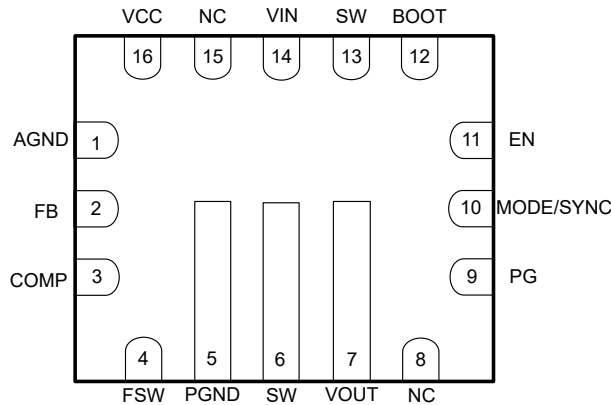 VCC NC VIN SW BOOT
16 15 14 13 12
AGND 1 11 EN
FB 2 10 MODE/SYNC
COMP 3 9 PG
4 5 6 7 8
FSW PGND SW VOUT NC